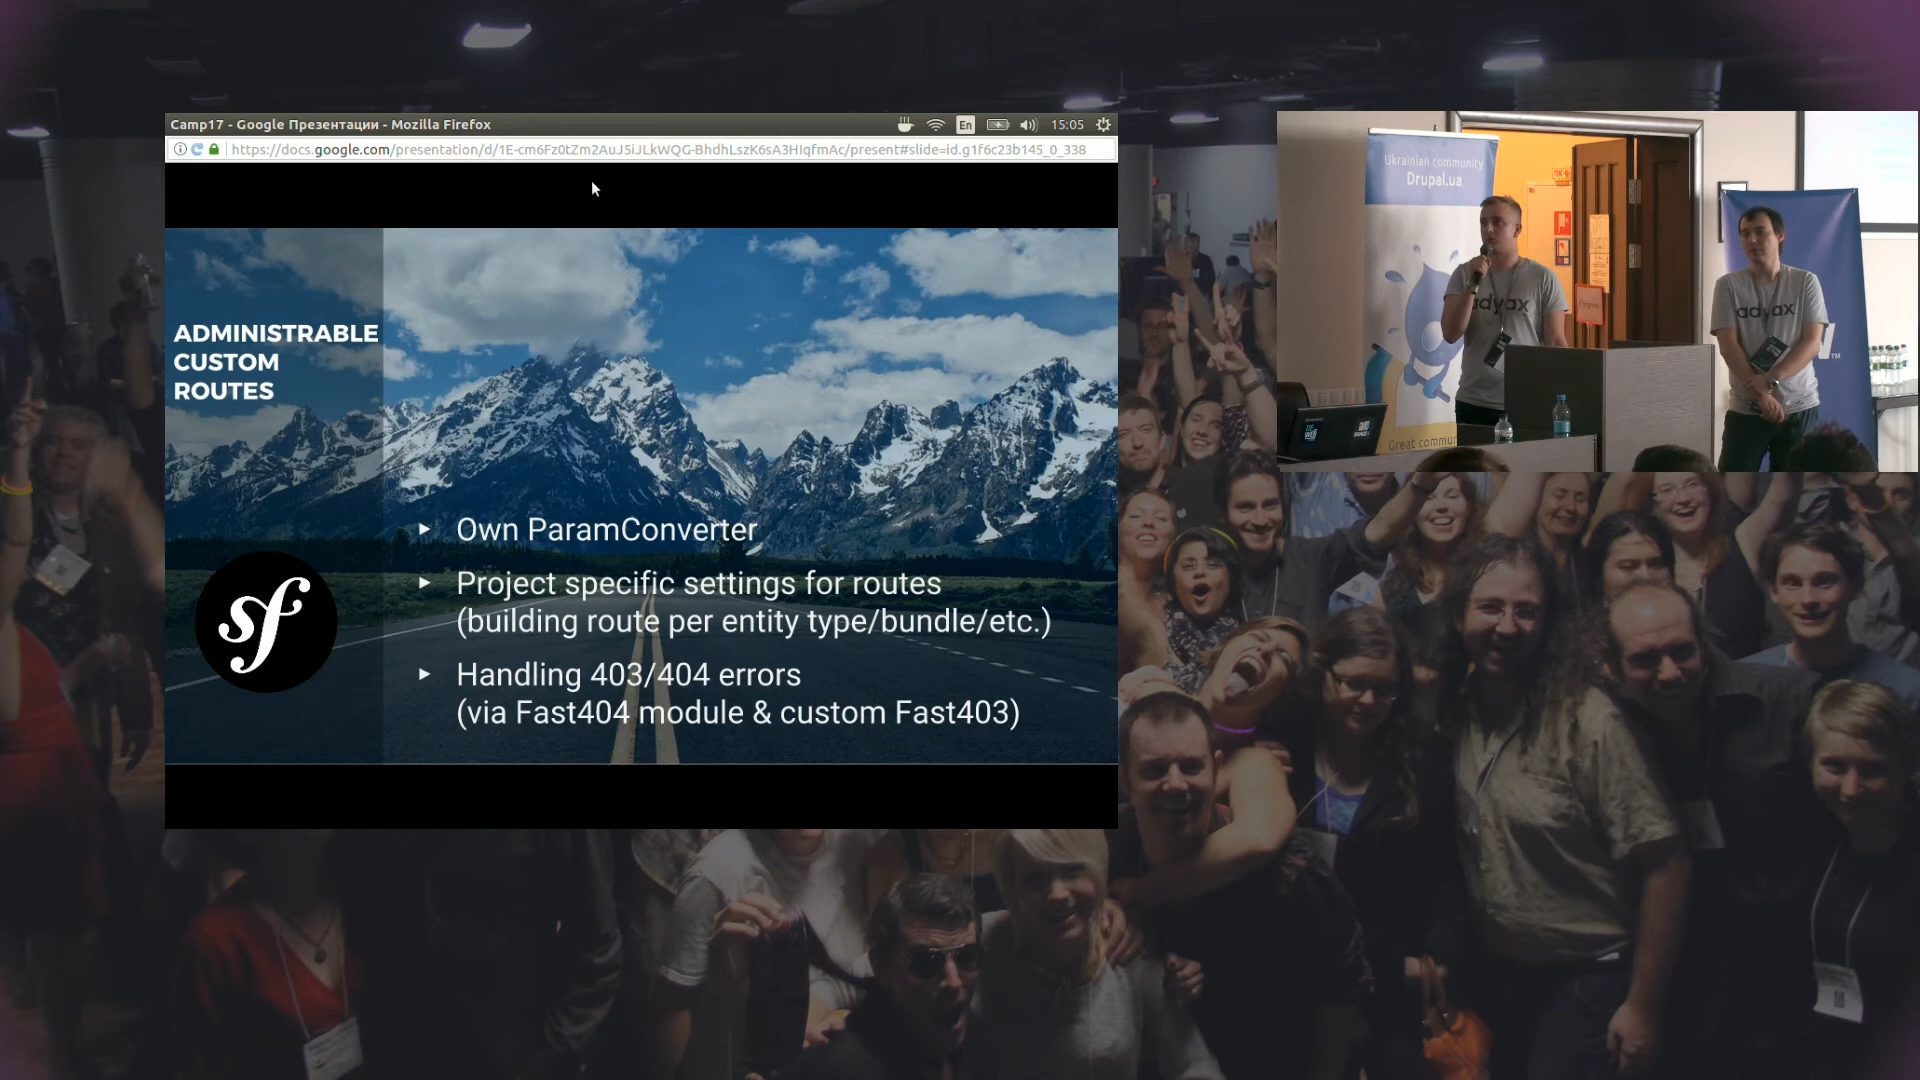 Camp17 - Google Презентации - Mozilla Firefox
En
15:05
https://docs.google.com/presentation/d/1E-cm6Fz0tZm2AuJ5iJLkWQG-BhdhLszK6sA3HIqfmAc/present#slide=id.g1f6c23b145_0_338
ADMINISTRABLE
CUSTOM
ROUTES
sf
▸ Own ParamConverter
▸ Project specific settings for routes
(building route per entity type/bundle/etc.)
▸ Handling 403/404 errors
(via Fast404 module & custom Fast403)
Ukrainian community
Drupal.ua
adyax
adyax
TM